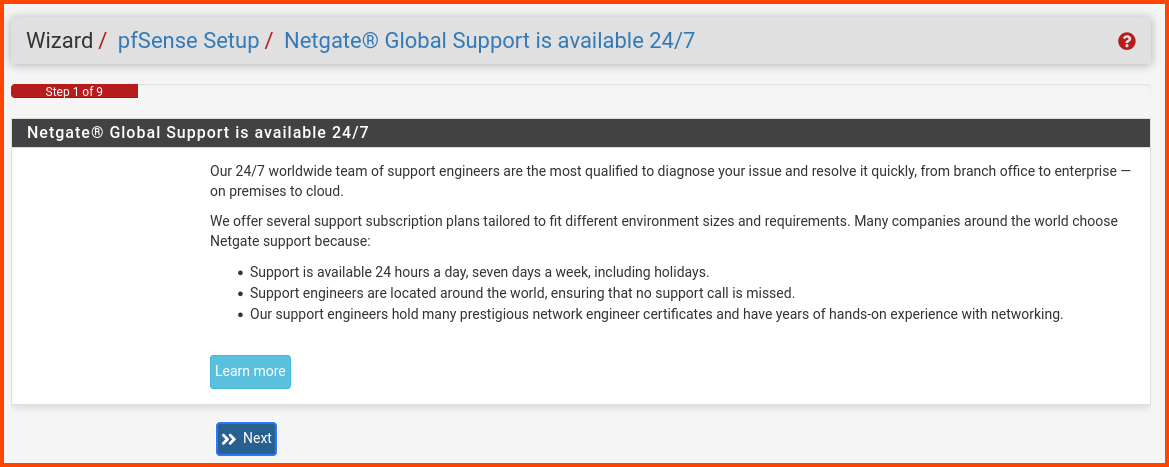 Wizard / pfSense Setup / Netgate® Global Support is available 24/7
Step 1 of 9
Netgate® Global Support is available 24/7
Our 24/7 worldwide team of support engineers are the most qualified to diagnose your issue and resolve it quickly, from branch office to enterprise —
on premises to cloud.
We offer several support subscription plans tailored to fit different environment sizes and requirements. Many companies around the world choose
Netgate support because:
• Support is available 24 hours a day, seven days a week, including holidays.
• Support engineers are located around the world, ensuring that no support call is missed.
• Our support engineers hold many prestigious network engineer certificates and have years of hands-on experience with networking.
Learn more
Next